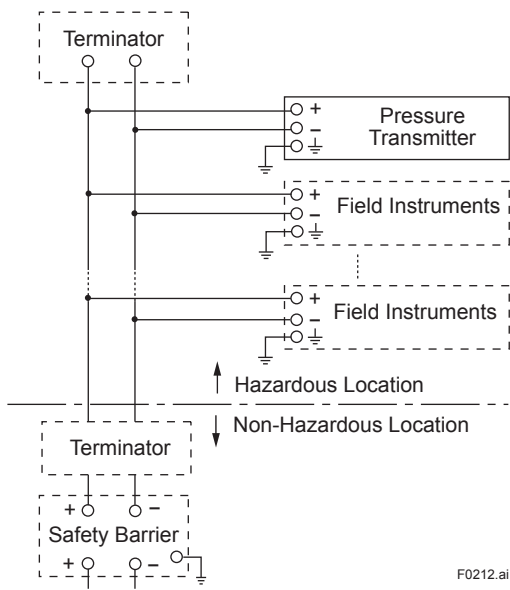 Terminator
+
−
Pressure
Transmitter
+
−
Field Instruments
+
−
Field Instruments
Hazardous Location
Non-Hazardous Location
Terminator
+ −
Safety Barrier
+ −
F0212.ai